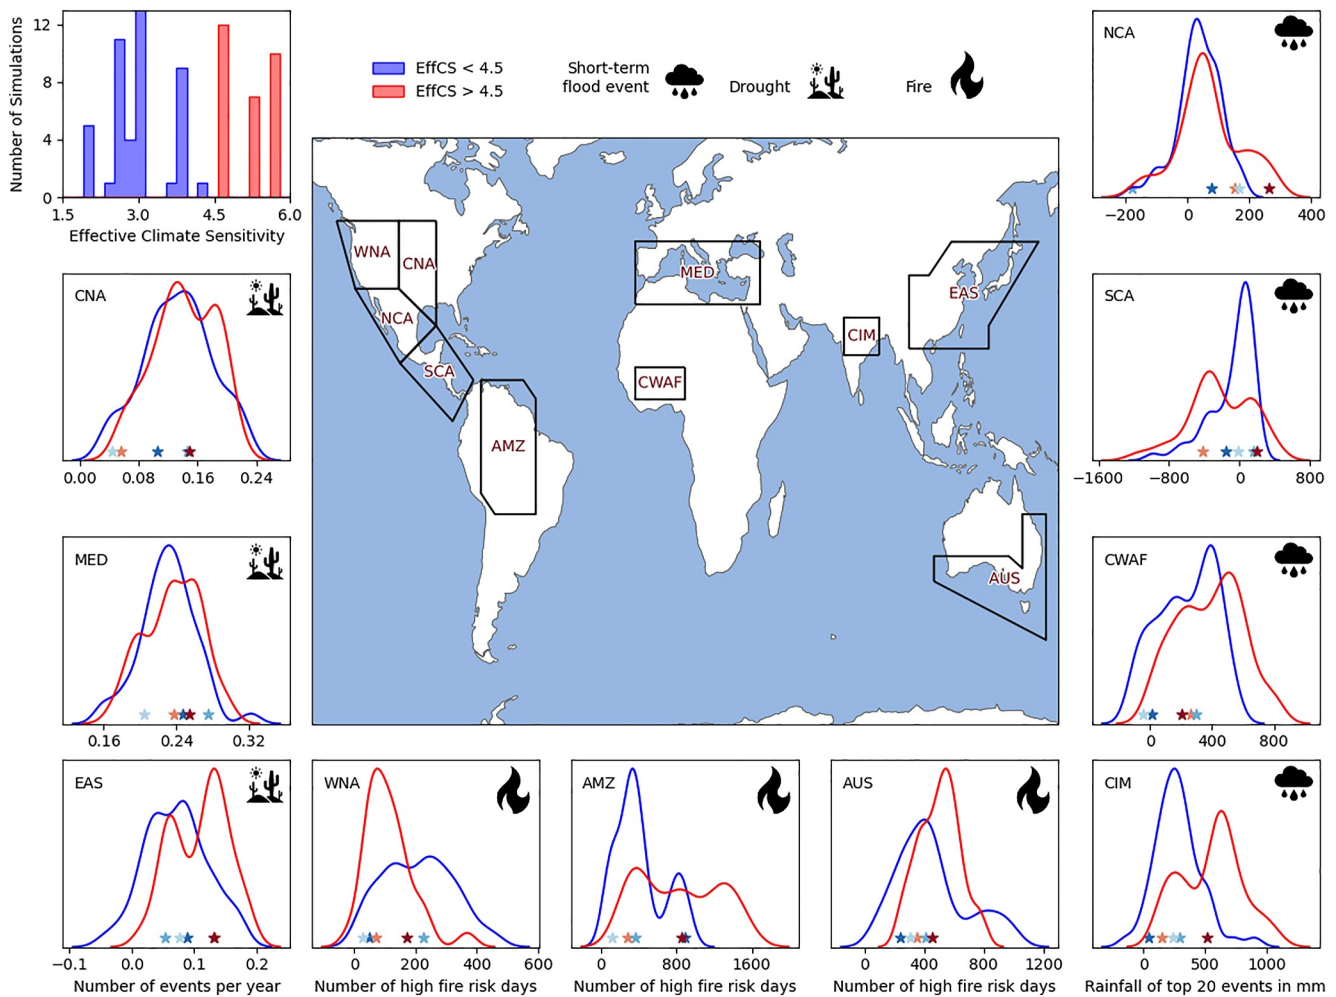 Number of Simulations
12
8
4
0
1.5 3.0 4.5 6.0
Effective Climate Sensitivity
EffCS < 4.5
EffCS > 4.5
Short-term
flood event
Drought
Fire
NCA
−200 0 200 400
CNA
0.00 0.08 0.16 0.24
WNA
CNA
NCA
SCA
AMZ
MED
CWAF
CIM
EAS
AUS
SCA
−1600 −800 0 800
MED
0.16 0.24 0.32
CWAF
0 400 800
EAS
−0.1 0.0 0.1 0.2
Number of events per year
WNA
0 200 400 600
Number of high fire risk days
AMZ
0 800 1600
Number of high fire risk days
AUS
0 400 800 1200
Number of high fire risk days
CIM
0 500 1000
Rainfall of top 20 events in mm